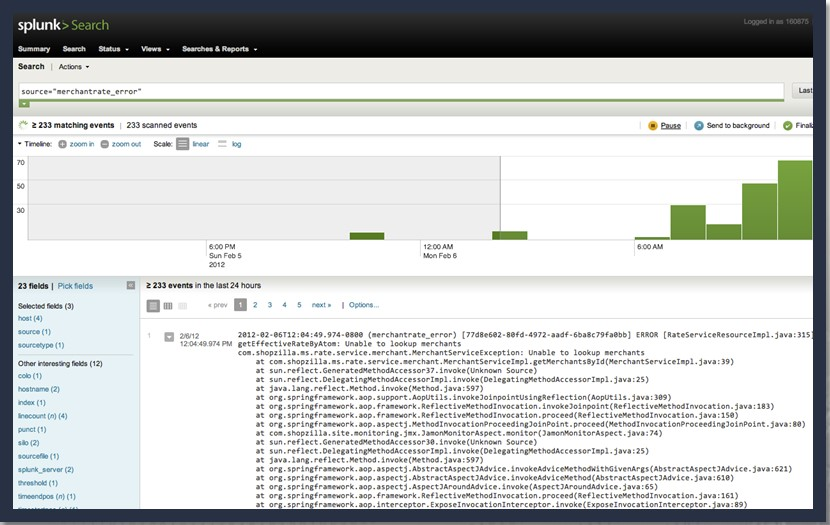 splunk> Search
Logged in as 160875
Summary Search Status Views Searches & Reports
Search | Actions
source="merchantrate_error"
Last
≥ 233 matching events | 233 scanned events
Pause Send to background Finali
Timeline: zoom in zoom out Scale: linear log
70
50
30
6:00 PM
Sun Feb 5
2012
12:00 AM
Mon Feb 6
6:00 AM
23 fields | Pick fields
Selected fields (3)
host (4)
source (1)
sourcetype (1)
Other interesting fields (12)
colo (1)
hostname (2)
index (1)
linecount (n) (4)
punct (1)
silo (2)
sourcefile (1)
splunk_server (2)
threshold (1)
timeendpos (n) (1)
≥ 233 events in the last 24 hours
« prev 1 2 3 4 5 next » | Options...
1
2/6/12
12:04:49.974 PM
2012-02-06T12:04:49.974-0800 (merchantrate_error) [77d8e602-80fd-4972-aadf-6ba8c79fa0bb] ERROR [RateServiceResourceImpl.java:315]
getEffectiveRateByAtom: Unable to lookup merchants
com.shopzilla.ms.rate.service.merchant.MerchantServiceException: Unable to lookup merchants
at com.shopzilla.ms.rate.service.merchant.MerchantServiceImpl.getMerchantsById(MerchantServiceImpl.java:39)
at sun.reflect.GeneratedMethodAccessor37.invoke(Unknown Source)
at sun.reflect.DelegatingMethodAccessorImpl.invoke(DelegatingMethodAccessorImpl.java:25)
at java.lang.reflect.Method.invoke(Method.java:597)
at org.springframework.aop.support.AopUtils.invokeJoinpointUsingReflection(AopUtils.java:309)
at org.springframework.aop.framework.ReflectiveMethodInvocation.invokeJoinpoint(ReflectiveMethodInvocation.java:183)
at org.springframework.aop.framework.ReflectiveMethodInvocation.proceed(ReflectiveMethodInvocation.java:150)
at org.springframework.aop.aspectj.MethodInvocationProceedingJoinPoint.proceed(MethodInvocationProceedingJoinPoint.java:80)
at com.shopzilla.site.monitoring.jmx.JamonMonitorAspect.monitor(JamonMonitorAspect.java:74)
at sun.reflect.GeneratedMethodAccessor30.invoke(Unknown Source)
at sun.reflect.DelegatingMethodAccessorImpl.invoke(DelegatingMethodAccessorImpl.java:25)
at java.lang.reflect.Method.invoke(Method.java:597)
at org.springframework.aop.aspectj.AbstractAspectJAdvice.invokeAdviceMethodWithGivenArgs(AbstractAspectJAdvice.java:621)
at org.springframework.aop.aspectj.AbstractAspectJAdvice.invokeAdviceMethod(AbstractAspectJAdvice.java:610)
at org.springframework.aop.aspectj.AspectJAroundAdvice.invoke(AspectJAroundAdvice.java:65)
at org.springframework.aop.framework.ReflectiveMethodInvocation.proceed(ReflectiveMethodInvocation.java:161)
at org.springframework.aop.interceptor.ExposeInvocationInterceptor.invoke(ExposeInvocationInterceptor.java:89)